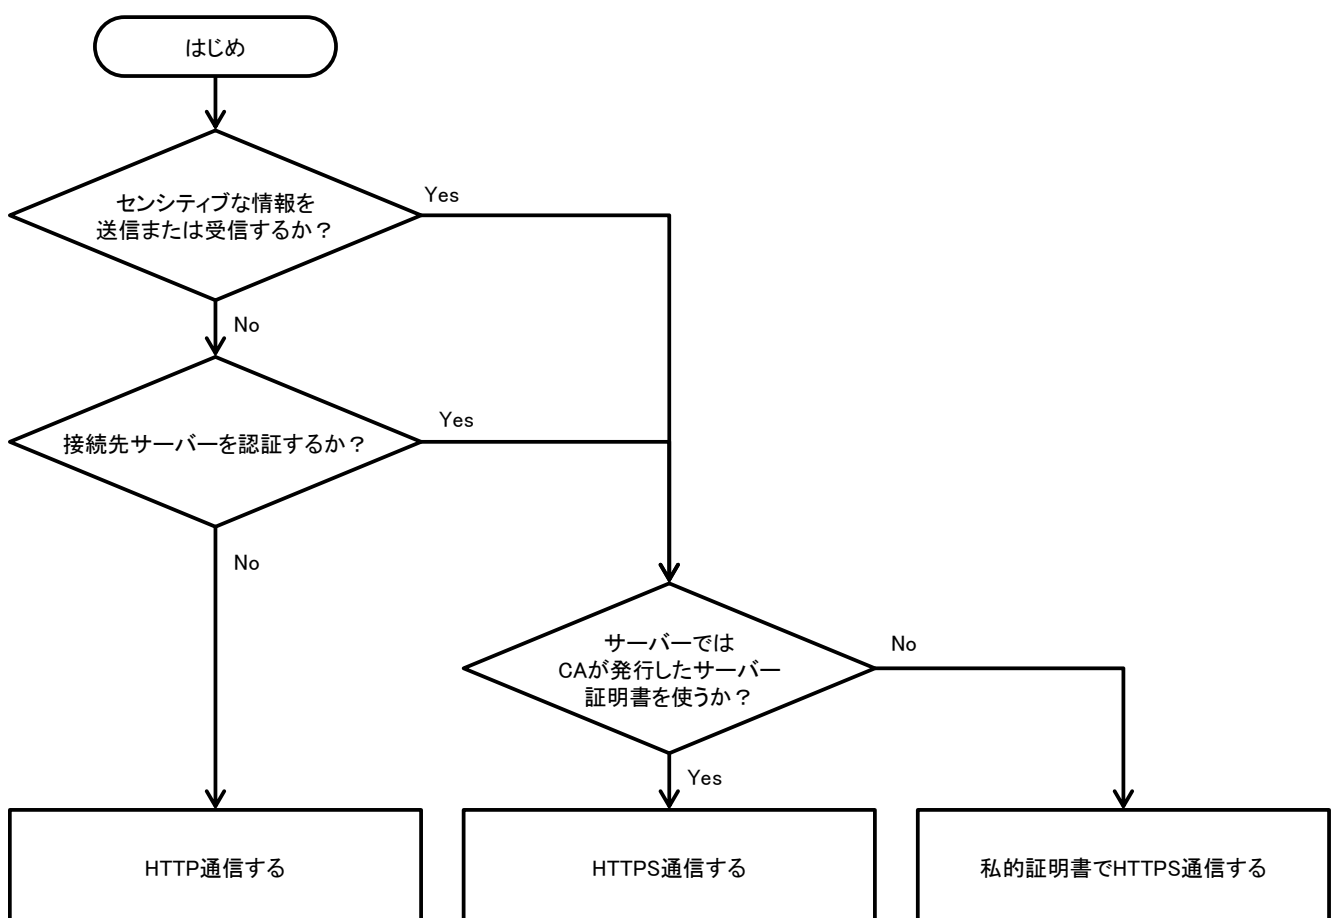 はじめ
センシティブな情報を
送信または受信するか？
Yes
No
接続先サーバーを認証するか？
Yes
No
サーバーでは
CAが発行したサーバー
証明書を使うか？
No
Yes
HTTP通信する
HTTPS通信する
私的証明書でHTTPS通信する